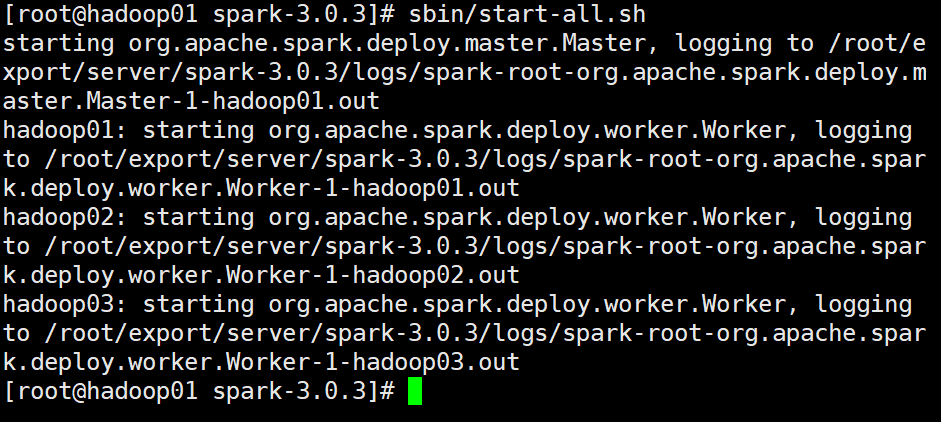 [root@hadoop01 spark-3.0.3]# sbin/start-all.sh
starting org.apache.spark.deploy.master.Master, logging to /root/e
xport/server/spark-3.0.3/logs/spark-root-org.apache.spark.deploy.m
aster.Master-1-hadoop01.out
hadoop01: starting org.apache.spark.deploy.worker.Worker, logging
to /root/export/server/spark-3.0.3/logs/spark-root-org.apache.spar
k.deploy.worker.Worker-1-hadoop01.out
hadoop02: starting org.apache.spark.deploy.worker.Worker, logging
to /root/export/server/spark-3.0.3/logs/spark-root-org.apache.spar
k.deploy.worker.Worker-1-hadoop02.out
hadoop03: starting org.apache.spark.deploy.worker.Worker, logging
to /root/export/server/spark-3.0.3/logs/spark-root-org.apache.spar
k.deploy.worker.Worker-1-hadoop03.out
[root@hadoop01 spark-3.0.3]#